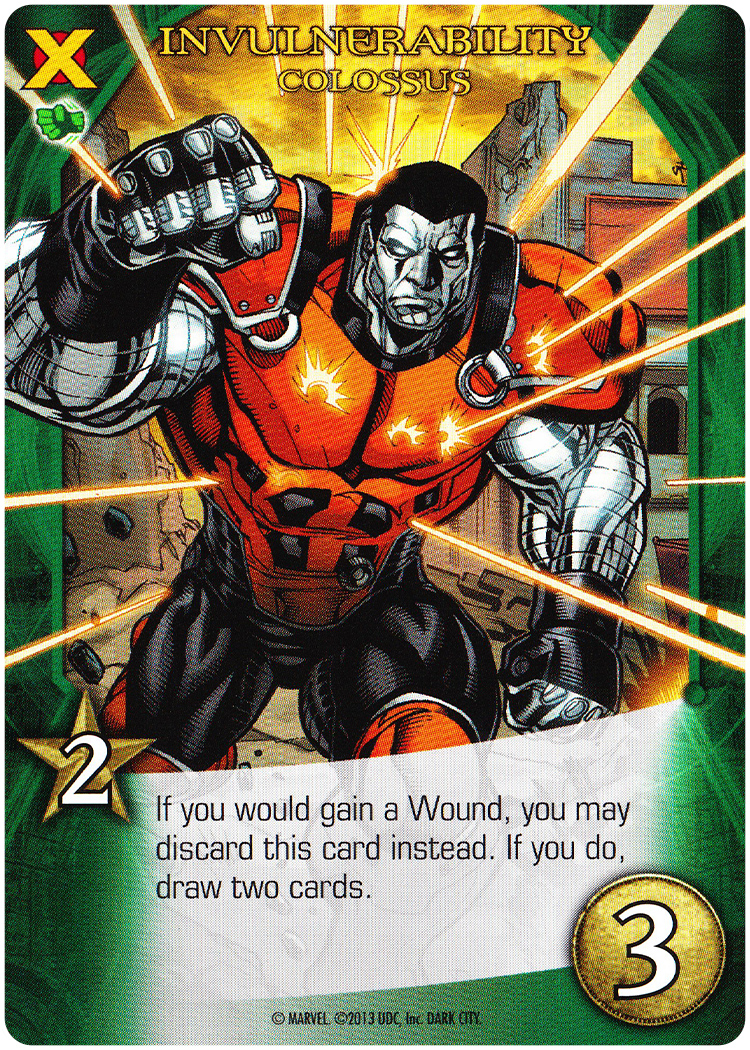 X
INVULNERABILITY
COLOSSUS
2
If you would gain a Wound, you may
discard this card instead. If you do,
draw two cards.
3
© MARVEL. ©2013 UDC, Inc. DARK CITY.